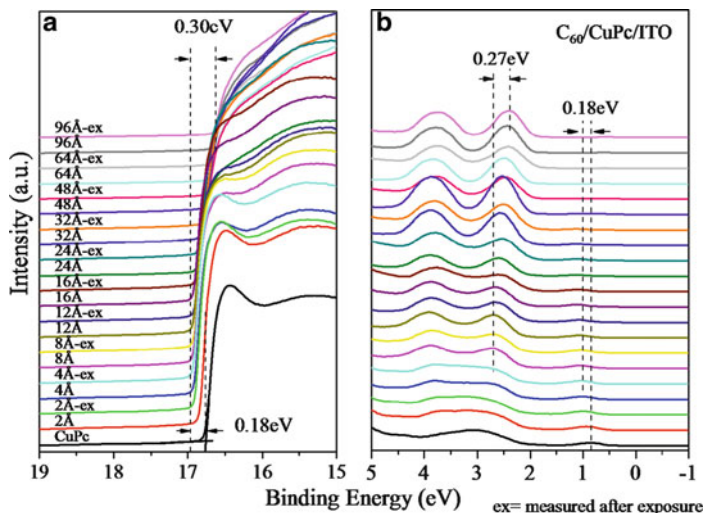 a
0.30eV
b
C60/CuPc/ITO
0.27eV
0.18eV
96Å-ex
96Å
64Å-ex
64Å
48Å-ex
48Å
32Å-ex
32Å
24Å-ex
24Å
16Å-ex
16Å
12Å-ex
12Å
8Å-ex
8Å
4Å-ex
4Å
2Å-ex
2Å
CuPc
0.18eV
Intensity (a.u.)
19 18 17 16 15
5 4 3 2 1 0 -1
Binding Energy (eV)
ex= measured after exposure